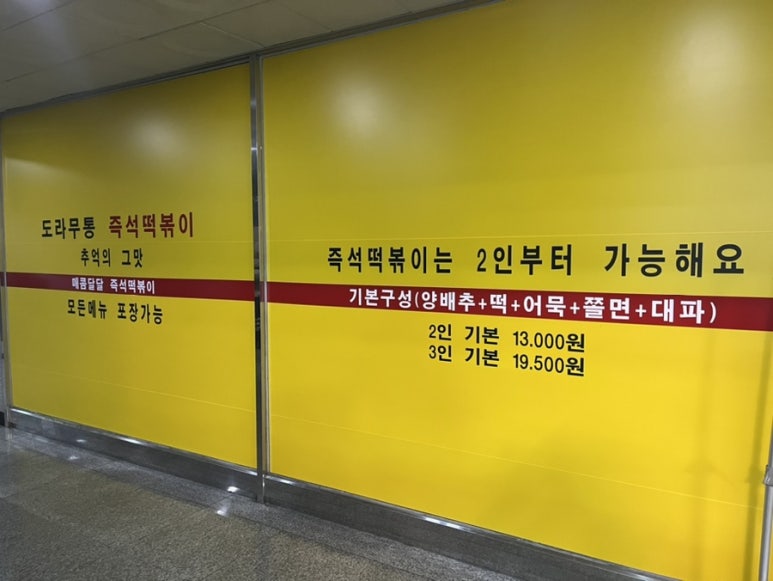 도라무통 즉석떡볶이
추억의 그맛
매콤달달 즉석떡볶이
모든메뉴 포장가능
즉석떡볶이는 2인부터 가능해요
기본구성(양배추+떡+어묵+쫄면+대파)
2인 기본 13.000원
3인 기본 19.500원